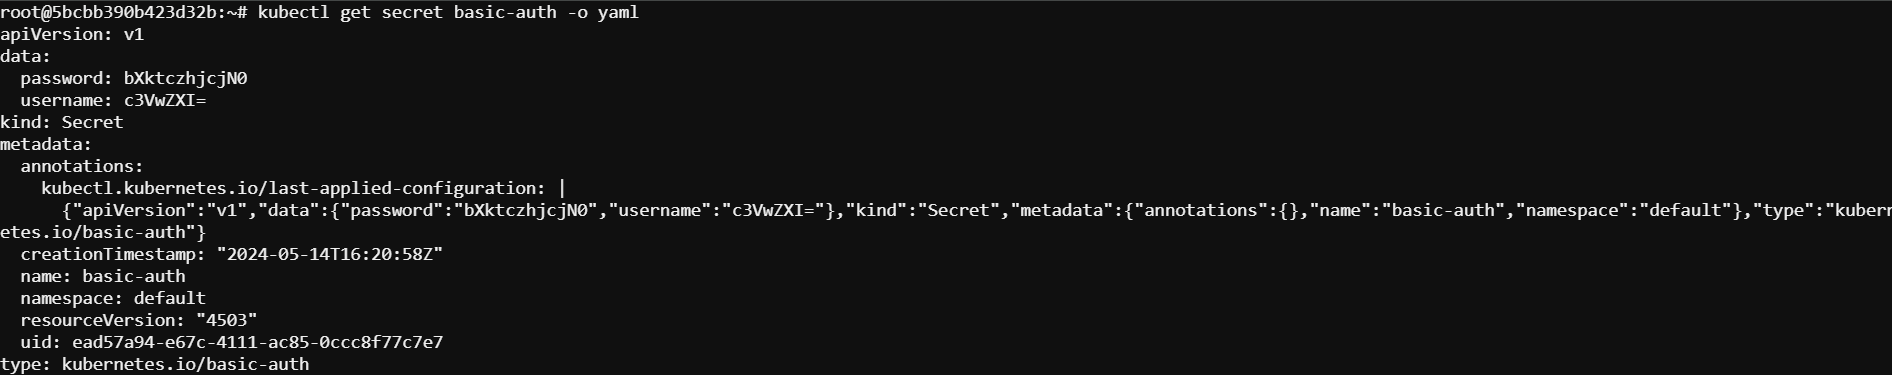 root@5bcbb390b423d32b:~# kubectl get secret basic-auth -o yaml
apiVersion: v1
data:
  password: bXktczhjcjN0
  username: c3VwZXI=
kind: Secret
metadata:
  annotations:
    kubectl.kubernetes.io/last-applied-configuration: |
      {"apiVersion":"v1","data":{"password":"bXktczhjcjN0","username":"c3VwZXI="},"kind":"Secret","metadata":{"annotations":{},"name":"basic-auth","namespace":"default"},"type":"kubern
etes.io/basic-auth"}
  creationTimestamp: "2024-05-14T16:20:58Z"
  name: basic-auth
  namespace: default
  resourceVersion: "4503"
  uid: ead57a94-e67c-4111-ac85-0ccc8f77c7e7
type: kubernetes.io/basic-auth